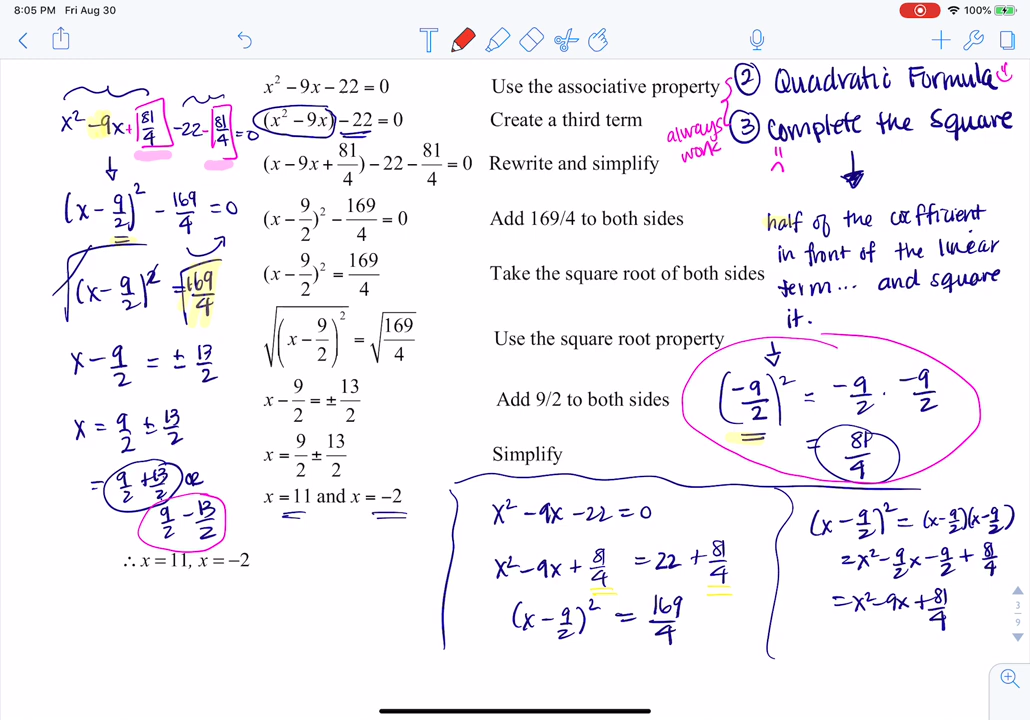 8:05 PM Fri Aug 30
100%
x² - 9x + 81/4 - 22 - 81/4 = 0
(x - 9/2)² - 169/4 = 0
√(x - 9/2)² = √169/4
x - 9/2 = ± 13/2
x = 9/2 ± 13/2
= 9/2 + 13/2 or
9/2 - 13/2
∴ x = 11, x = −2
x² − 9x − 22 = 0
(x² − 9x) − 22 = 0
(x − 9x + 81/4) − 22 − 81/4 = 0
(x − 9/2)² − 169/4 = 0
(x − 9/2)² = 169/4
√(x − 9/2)² = √169/4
x − 9/2 = ± 13/2
x = 9/2 ± 13/2
x = 11 and x = −2
Use the associative property
Create a third term
Rewrite and simplify
Add 169/4 to both sides
Take the square root of both sides
Use the square root property
Add 9/2 to both sides
Simplify
② Quadratic Formula
③ Complete the Square
always work
half of the coefficient
in front of the linear
term... and square
it.
(-9/2)² = -9/2 · -9/2
= 81/4
x² - 9x - 22 = 0
x² - 9x + 81/4 = 22 + 81/4
(x - 9/2)² = 169/4
(x - 9/2)² = (x - 9/2)(x - 9/2)
= x² - 9/2x - 9/2 + 81/4
= x² - 9x + 81/4
3
9